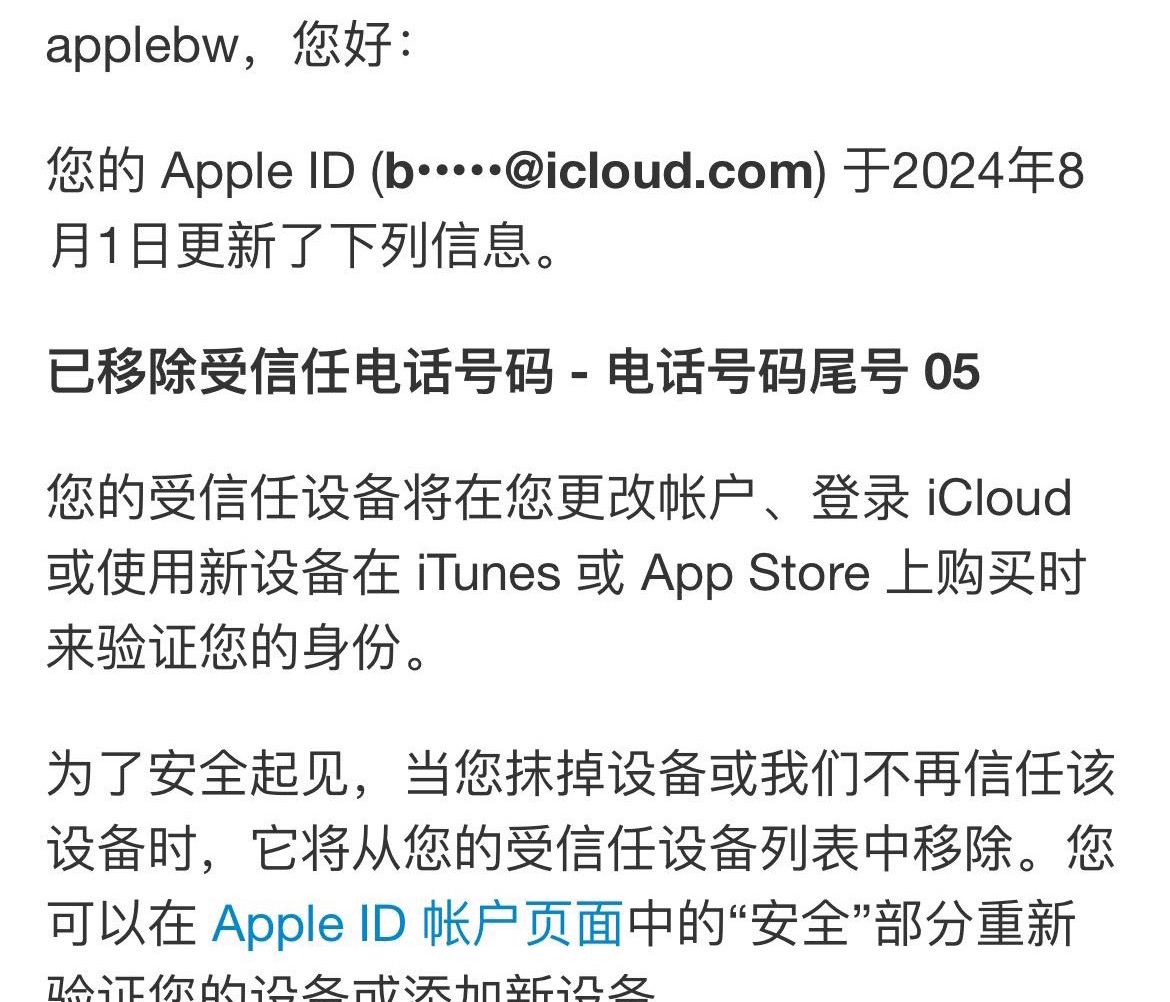 applebw，您好：
您的 Apple ID (b•••••@icloud.com) 于2024年8
月1日更新了下列信息。
已移除受信任电话号码 - 电话号码尾号 05
您的受信任设备将在您更改帐户、登录 iCloud
或使用新设备在 iTunes 或 App Store 上购买时
来验证您的身份。
为了安全起见，当您抹掉设备或我们不再信任该
设备时，它将从您的受信任设备列表中移除。您
可以在 Apple ID 帐户页面中的“安全”部分重新
验证您的设备或添加新设备